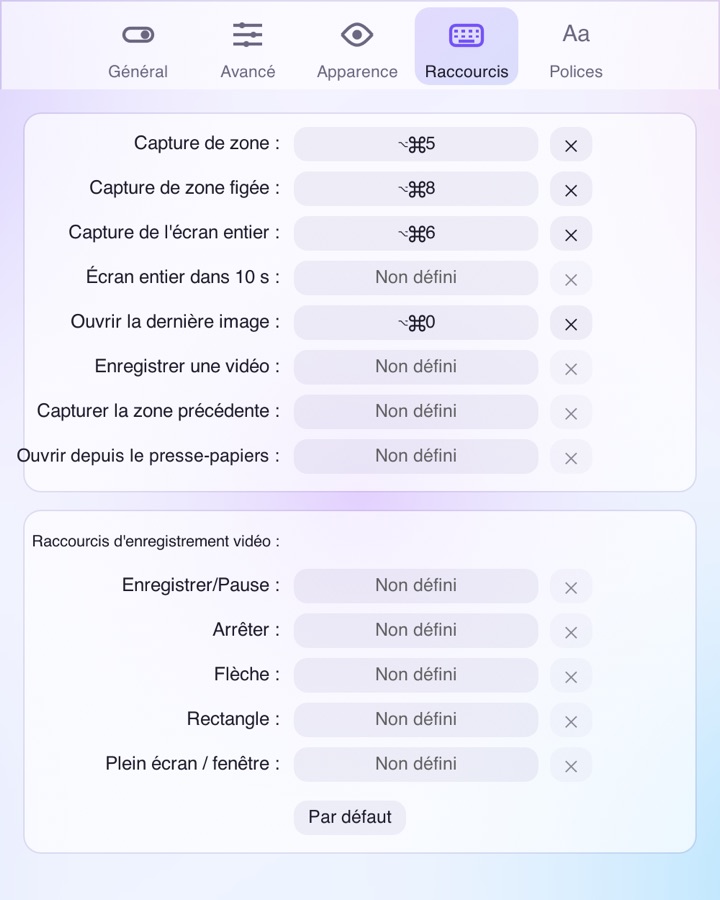 Général
Avancé
Apparence
Raccourcis
Aa
Polices
Capture de zone : ⌥⌘5
Capture de zone figée : ⌥⌘8
Capture de l'écran entier : ⌥⌘6
Écran entier dans 10 s : Non défini
Ouvrir la dernière image : ⌥⌘0
Enregistrer une vidéo : Non défini
Capturer la zone précédente : Non défini
Ouvrir depuis le presse-papiers : Non défini
Raccourcis d'enregistrement vidéo :
Enregistrer/Pause : Non défini
Arrêter : Non défini
Flèche : Non défini
Rectangle : Non défini
Plein écran / fenêtre : Non défini
Par défaut